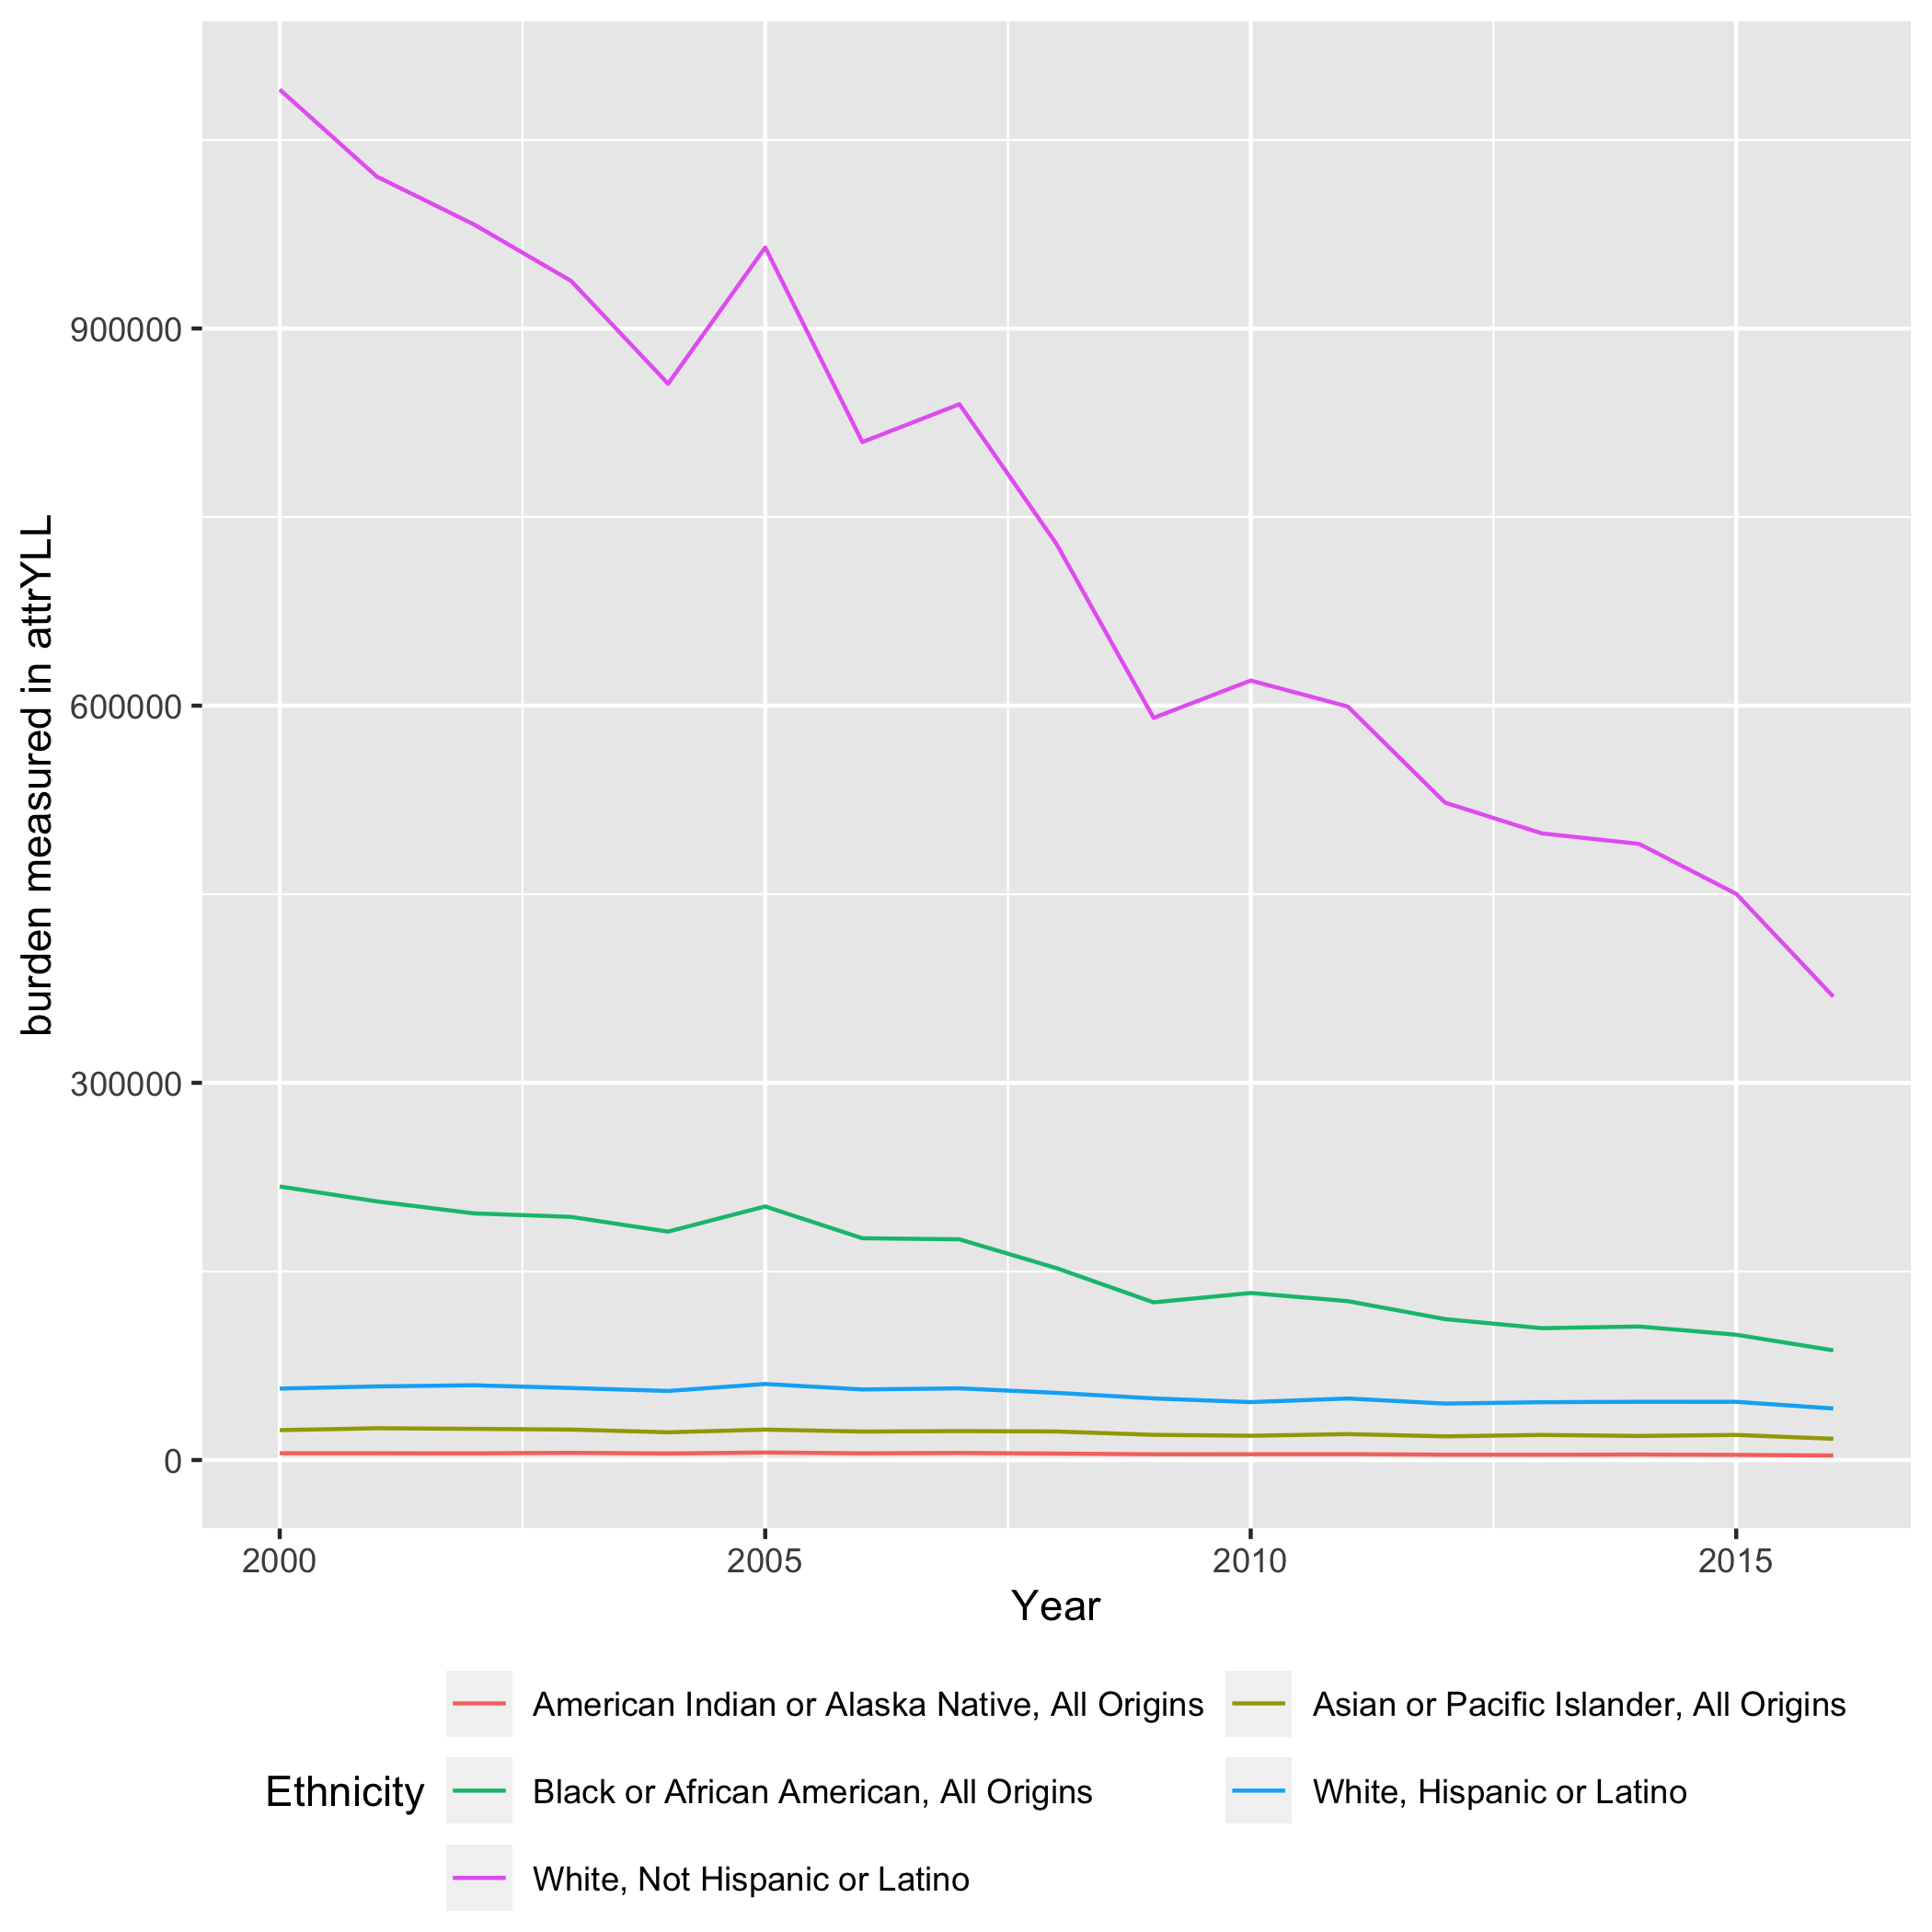 burden measured in attrYLL
900000
600000
300000
0
2000 2005 2010 2015
Year
Ethnicity
American Indian or Alaska Native, All Origins
Asian or Pacific Islander, All Origins
Black or African American, All Origins
White, Hispanic or Latino
White, Not Hispanic or Latino